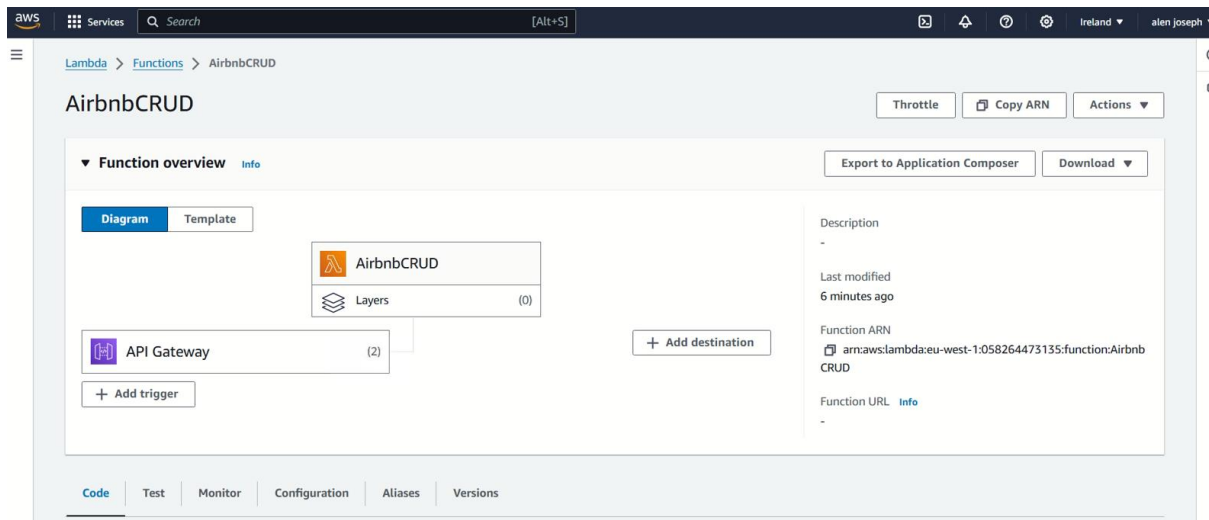 aws Services Search [Alt+S] Ireland alen joseph
Lambda > Functions > AirbnbCRUD
AirbnbCRUD
Throttle Copy ARN Actions
Function overview Info
Export to Application Composer Download
Diagram Template
AirbnbCRUD
Layers (0)
API Gateway (2)
+ Add trigger
+ Add destination
Description
-
Last modified
6 minutes ago
Function ARN
arn:aws:lambda:eu-west-1:058264473135:function:Airbnb
CRUD
Function URL Info
-
Code Test Monitor Configuration Aliases Versions